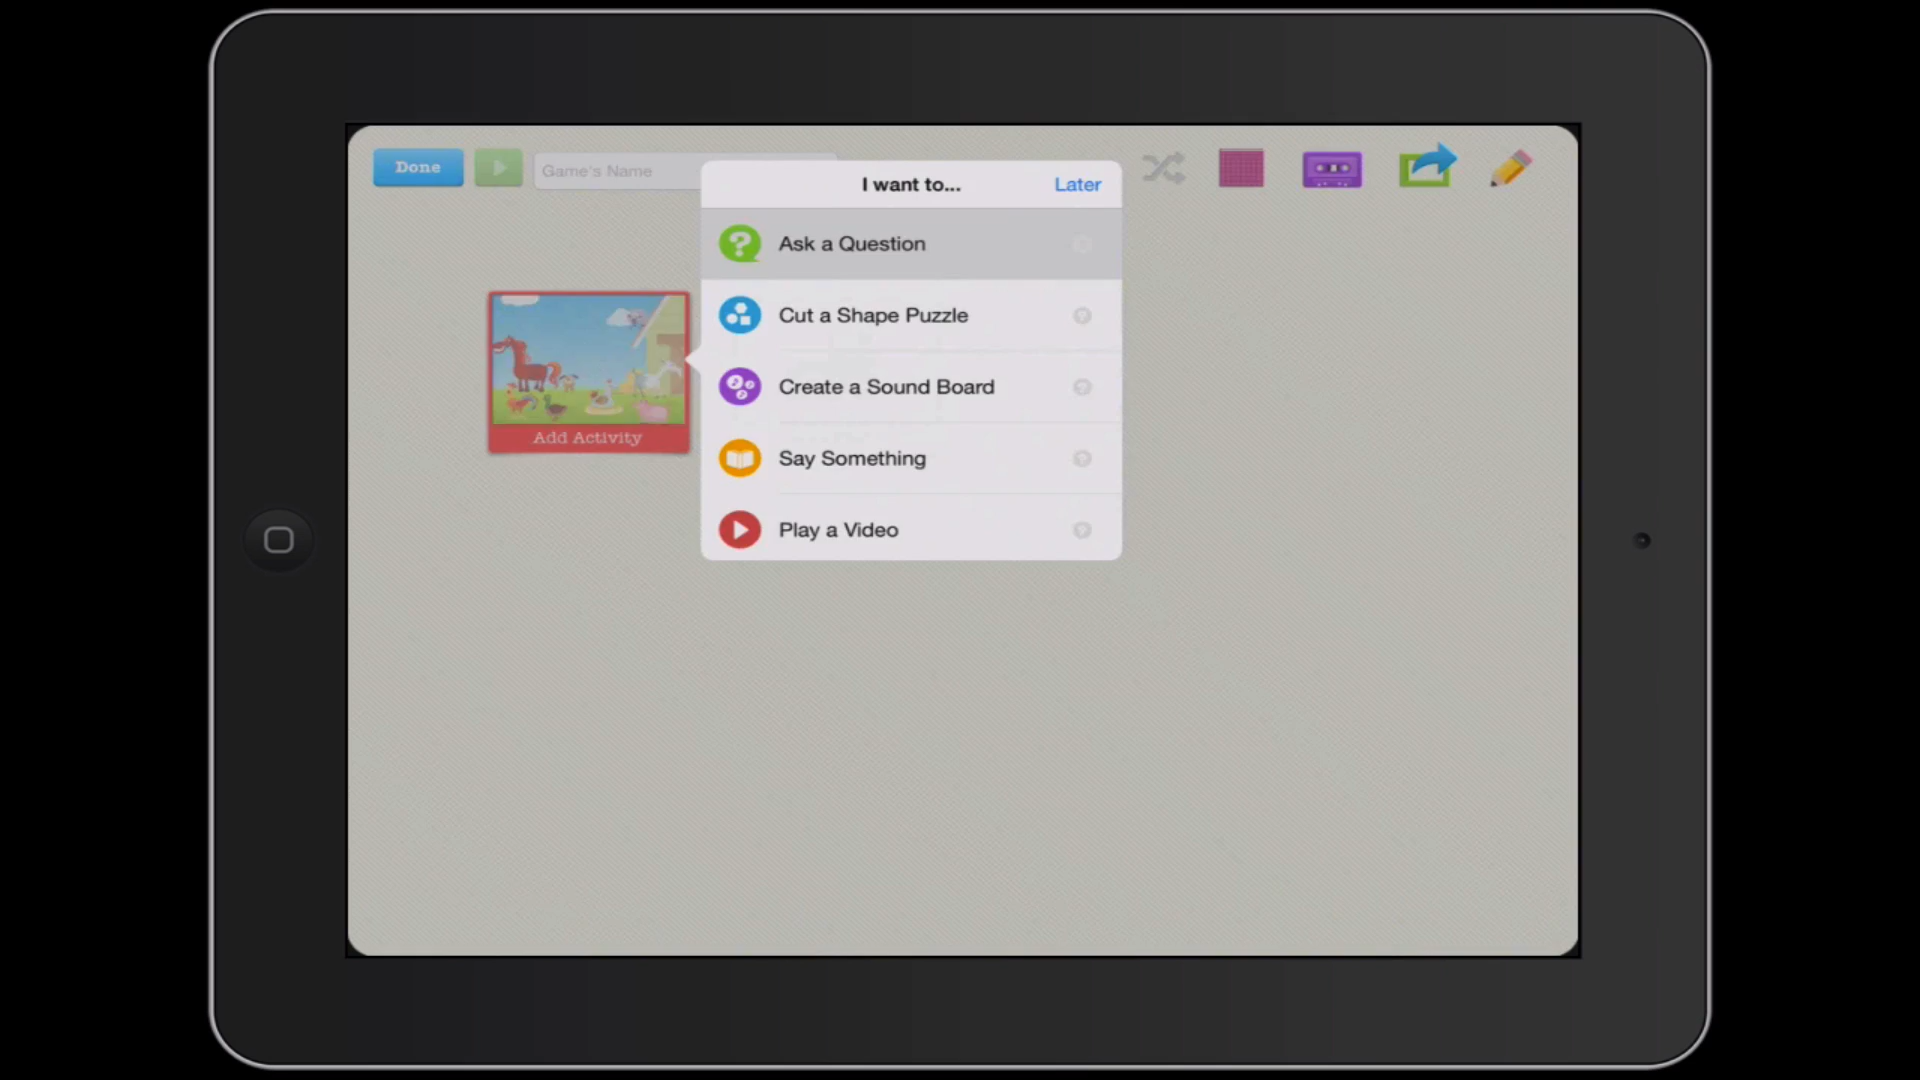 Done
Game's Name
I want to...
Later
Ask a Question
Cut a Shape Puzzle
Create a Sound Board
Say Something
Play a Video
Add Activity